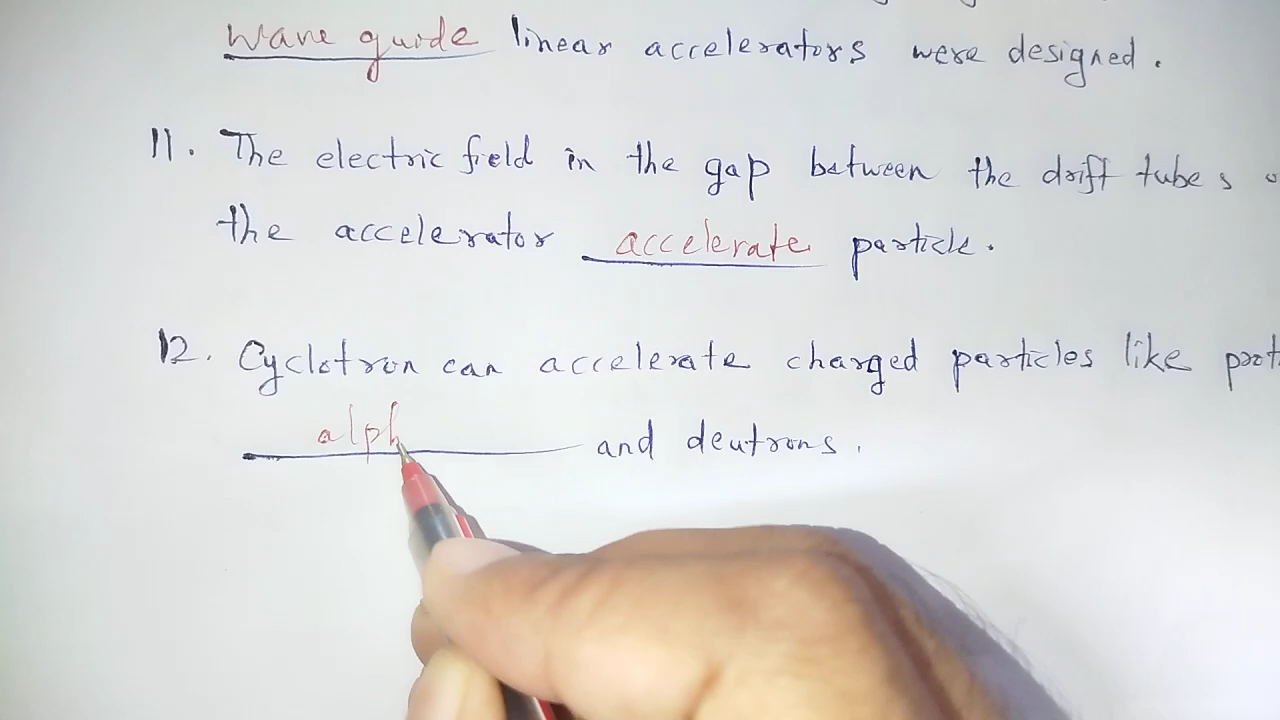 wave guide linear accelerators were designed.
11. The electric field in the gap between the drift tubes
the accelerator accelerate particle.
12. Cyclotron can accelerate charged particles like prot
alph and deutrons.